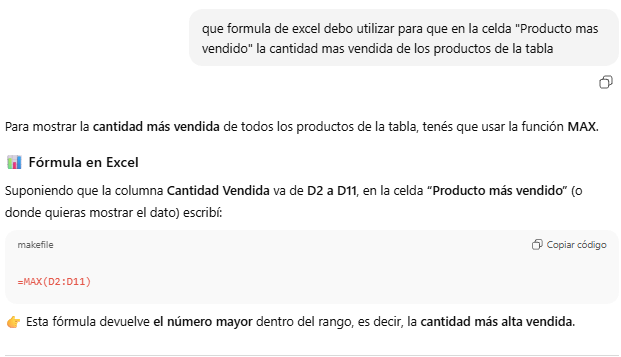 que formula de excel debo utilizar para que en la celda "Producto mas
vendido" la cantidad mas vendida de los productos de la tabla
Para mostrar la cantidad más vendida de todos los productos de la tabla, tenés que usar la función MAX.
📊 Fórmula en Excel
Suponiendo que la columna Cantidad Vendida va de D2 a D11, en la celda “Producto más vendido” (o
donde quieras mostrar el dato) escribí:
makefile
Copiar código
=MAX(D2:D11)
👉 Esta fórmula devuelve el número mayor dentro del rango, es decir, la cantidad más alta vendida.